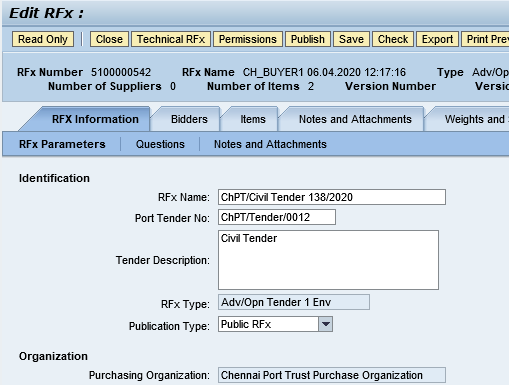 Edit RFx :
Read Only Close Technical RFx Permissions Publish Save Check Export Print Prev
RFx Number 5100000542 RFx Name CH_BUYER1 06.04.2020 12:17:16 Type Adv/Op
Number of Suppliers 0 Number of Items 2 Version Number Versio
RFX Information Bidders Items Notes and Attachments Weights and
RFx Parameters Questions Notes and Attachments
Identification
RFx Name: ChPT/Civil Tender 138/2020
Port Tender No: ChPT/Tender/0012
Tender Description: Civil Tender
RFx Type: Adv/Opn Tender 1 Env
Publication Type: Public RFx
Organization
Purchasing Organization: Chennai Port Trust Purchase Organization